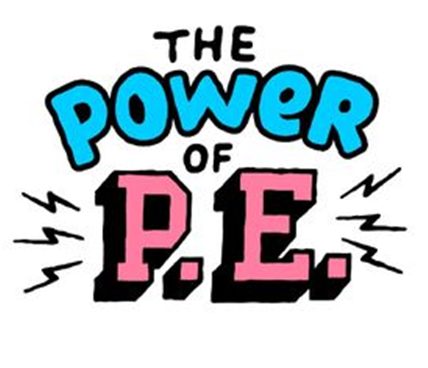 THE
POWeR
OF
P.E.